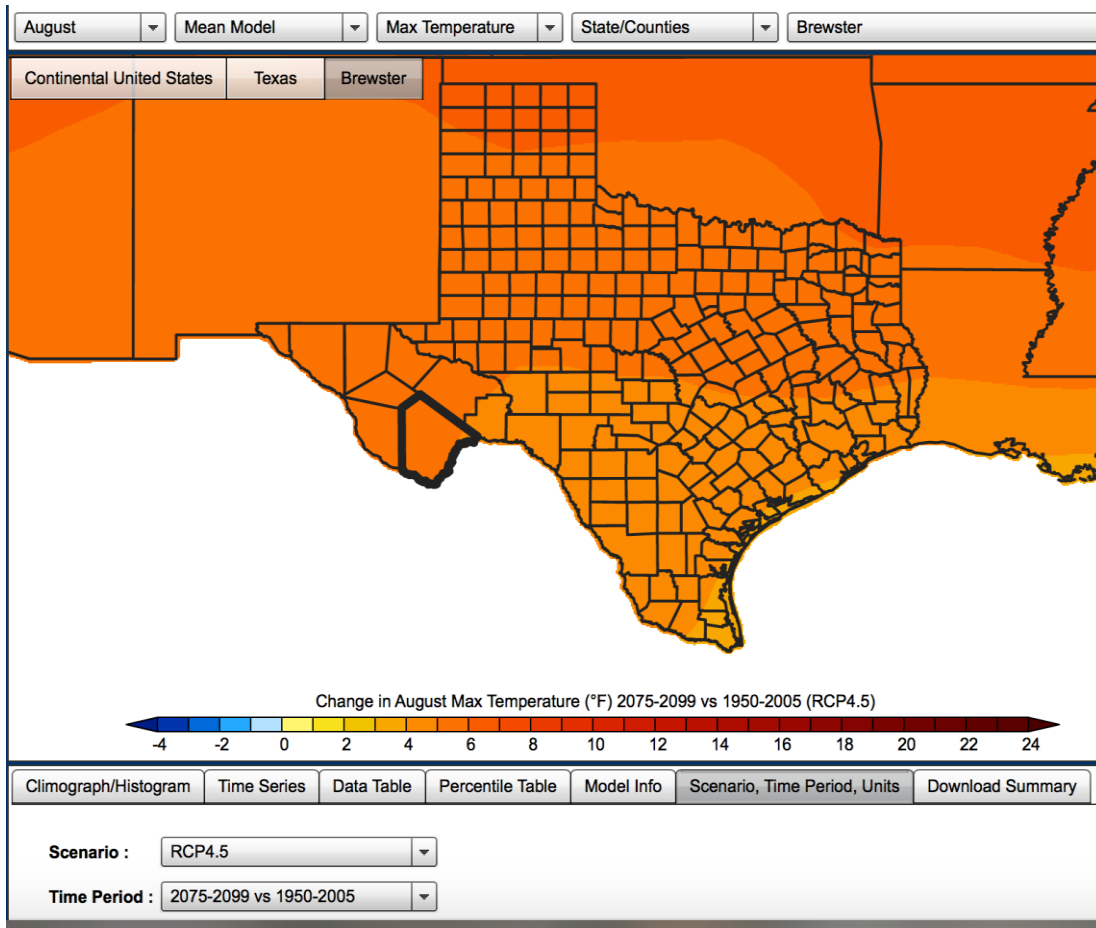 August Mean Model Max Temperature State/Counties Brewster
Continental United States Texas Brewster
Change in August Max Temperature (°F) 2075-2099 vs 1950-2005 (RCP4.5)
-4 -2 0 2 4 6 8 10 12 14 16 18 20 22 24
Climograph/Histogram Time Series Data Table Percentile Table Model Info Scenario, Time Period, Units Download Summary
Scenario : RCP4.5
Time Period : 2075-2099 vs 1950-2005